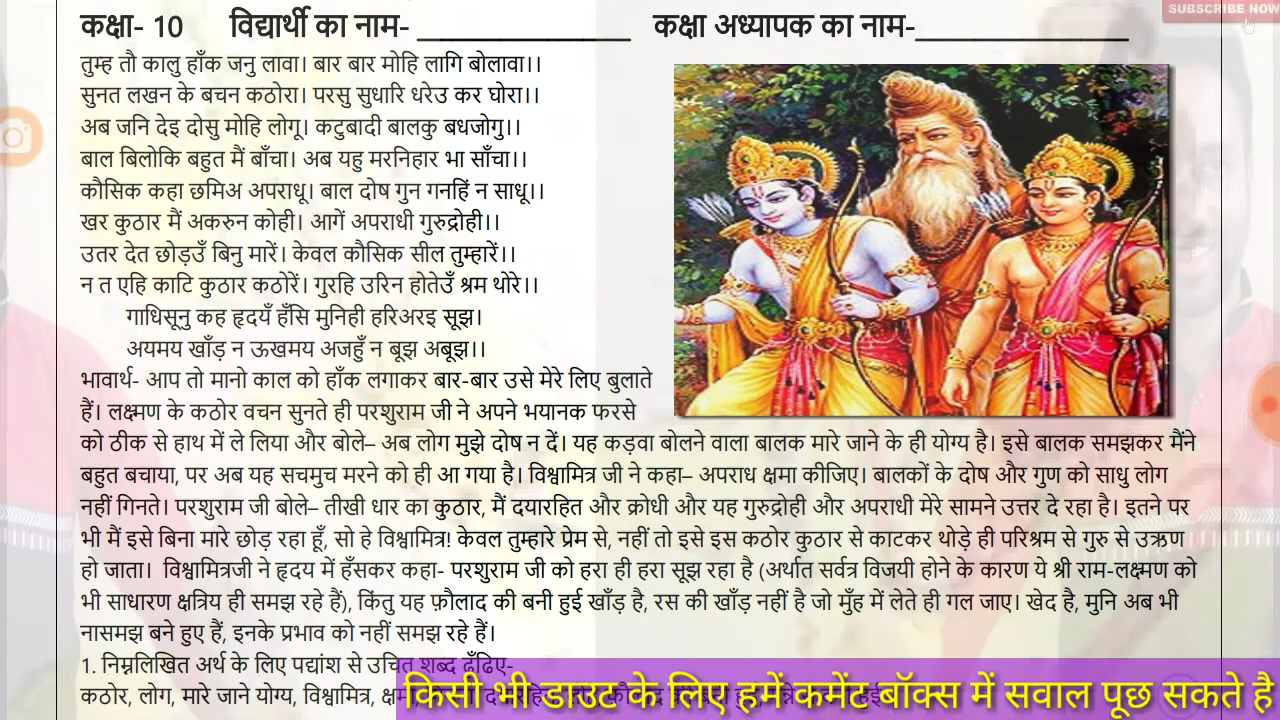 SUBSCRIBE NOW
कक्षा- 10 विद्यार्थी का नाम- ______________ कक्षा अध्यापक का नाम-______________
तुम्ह तौ कालु हाँक जनु लावा। बार बार मोहि लागि बोलावा।।
सुनत लखन के बचन कठोरा। परसु सुधारि धरेउ कर घोरा।।
अब जनि देइ दोसु मोहि लोगू। कटुबादी बालकु बधजोगु।।
बाल बिलोकि बहुत मैं बाँचा। अब यहु मरनिहार भा साँचा।।
कौसिक कहा छमिअ अपराधू। बाल दोष गुन गनहिं न साधू।।
खर कुठार मैं अकरुन कोही। आगें अपराधी गुरुद्रोही।।
उतर देत छोड़उँ बिनु मारें। केवल कौसिक सील तुम्हारें।।
न त एहि काटि कुठार कठोरें। गुरहि उरिन होतेउँ श्रम थोरे।।
गाधिसूनु कह हृदयँ हँसि मुनिही हरिअरइ सूझ।
अयमय खाँड़ न ऊखमय अजहुँ न बूझ अबूझ।।
भावार्थ- आप तो मानो काल को हाँक लगाकर बार-बार उसे मेरे लिए बुलाते
हैं। लक्ष्मण के कठोर वचन सुनते ही परशुराम जी ने अपने भयानक फरसे
को ठीक से हाथ में ले लिया और बोले– अब लोग मुझे दोष न दें। यह कड़वा बोलने वाला बालक मारे जाने के ही योग्य है। इसे बालक समझकर मैंने
बहुत बचाया, पर अब यह सचमुच मरने को ही आ गया है। विश्वामित्र जी ने कहा– अपराध क्षमा कीजिए। बालकों के दोष और गुण को साधु लोग
नहीं गिनते। परशुराम जी बोले– तीखी धार का कुठार, मैं दयारहित और क्रोधी और यह गुरुद्रोही और अपराधी मेरे सामने उत्तर दे रहा है। इतने पर
भी मैं इसे बिना मारे छोड़ रहा हूँ, सो हे विश्वामित्र! केवल तुम्हारे प्रेम से, नहीं तो इसे इस कठोर कुठार से काटकर थोड़े ही परिश्रम से गुरु से उऋण
हो जाता। विश्वामित्रजी ने हृदय में हँसकर कहा- परशुराम जी को हरा ही हरा सूझ रहा है (अर्थात सर्वत्र विजयी होने के कारण ये श्री राम-लक्ष्मण को
भी साधारण क्षत्रिय ही समझ रहे हैं), किंतु यह फ़ौलाद की बनी हुई खाँड़ है, रस की खाँड़ नहीं है जो मुँह में लेते ही गल जाए। खेद है, मुनि अब भी
नासमझ बने हुए हैं, इनके प्रभाव को नहीं समझ रहे हैं।
1. निम्नलिखित अर्थ के लिए पद्यांश से उचित शब्द ढूँढिए-
कठोर, लोग, मारे जाने योग्य, विश्वामित्र,
किसी भी डाउट के लिए हमें कमेंट बॉक्स में सवाल पूछ सकते है